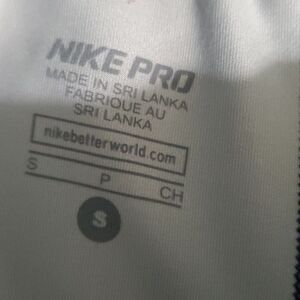 NIKE PRO
MADE IN SRI LANKA
FABRIQUE AU
SRI LANKA
nikebetterworld.com
S P CH
S